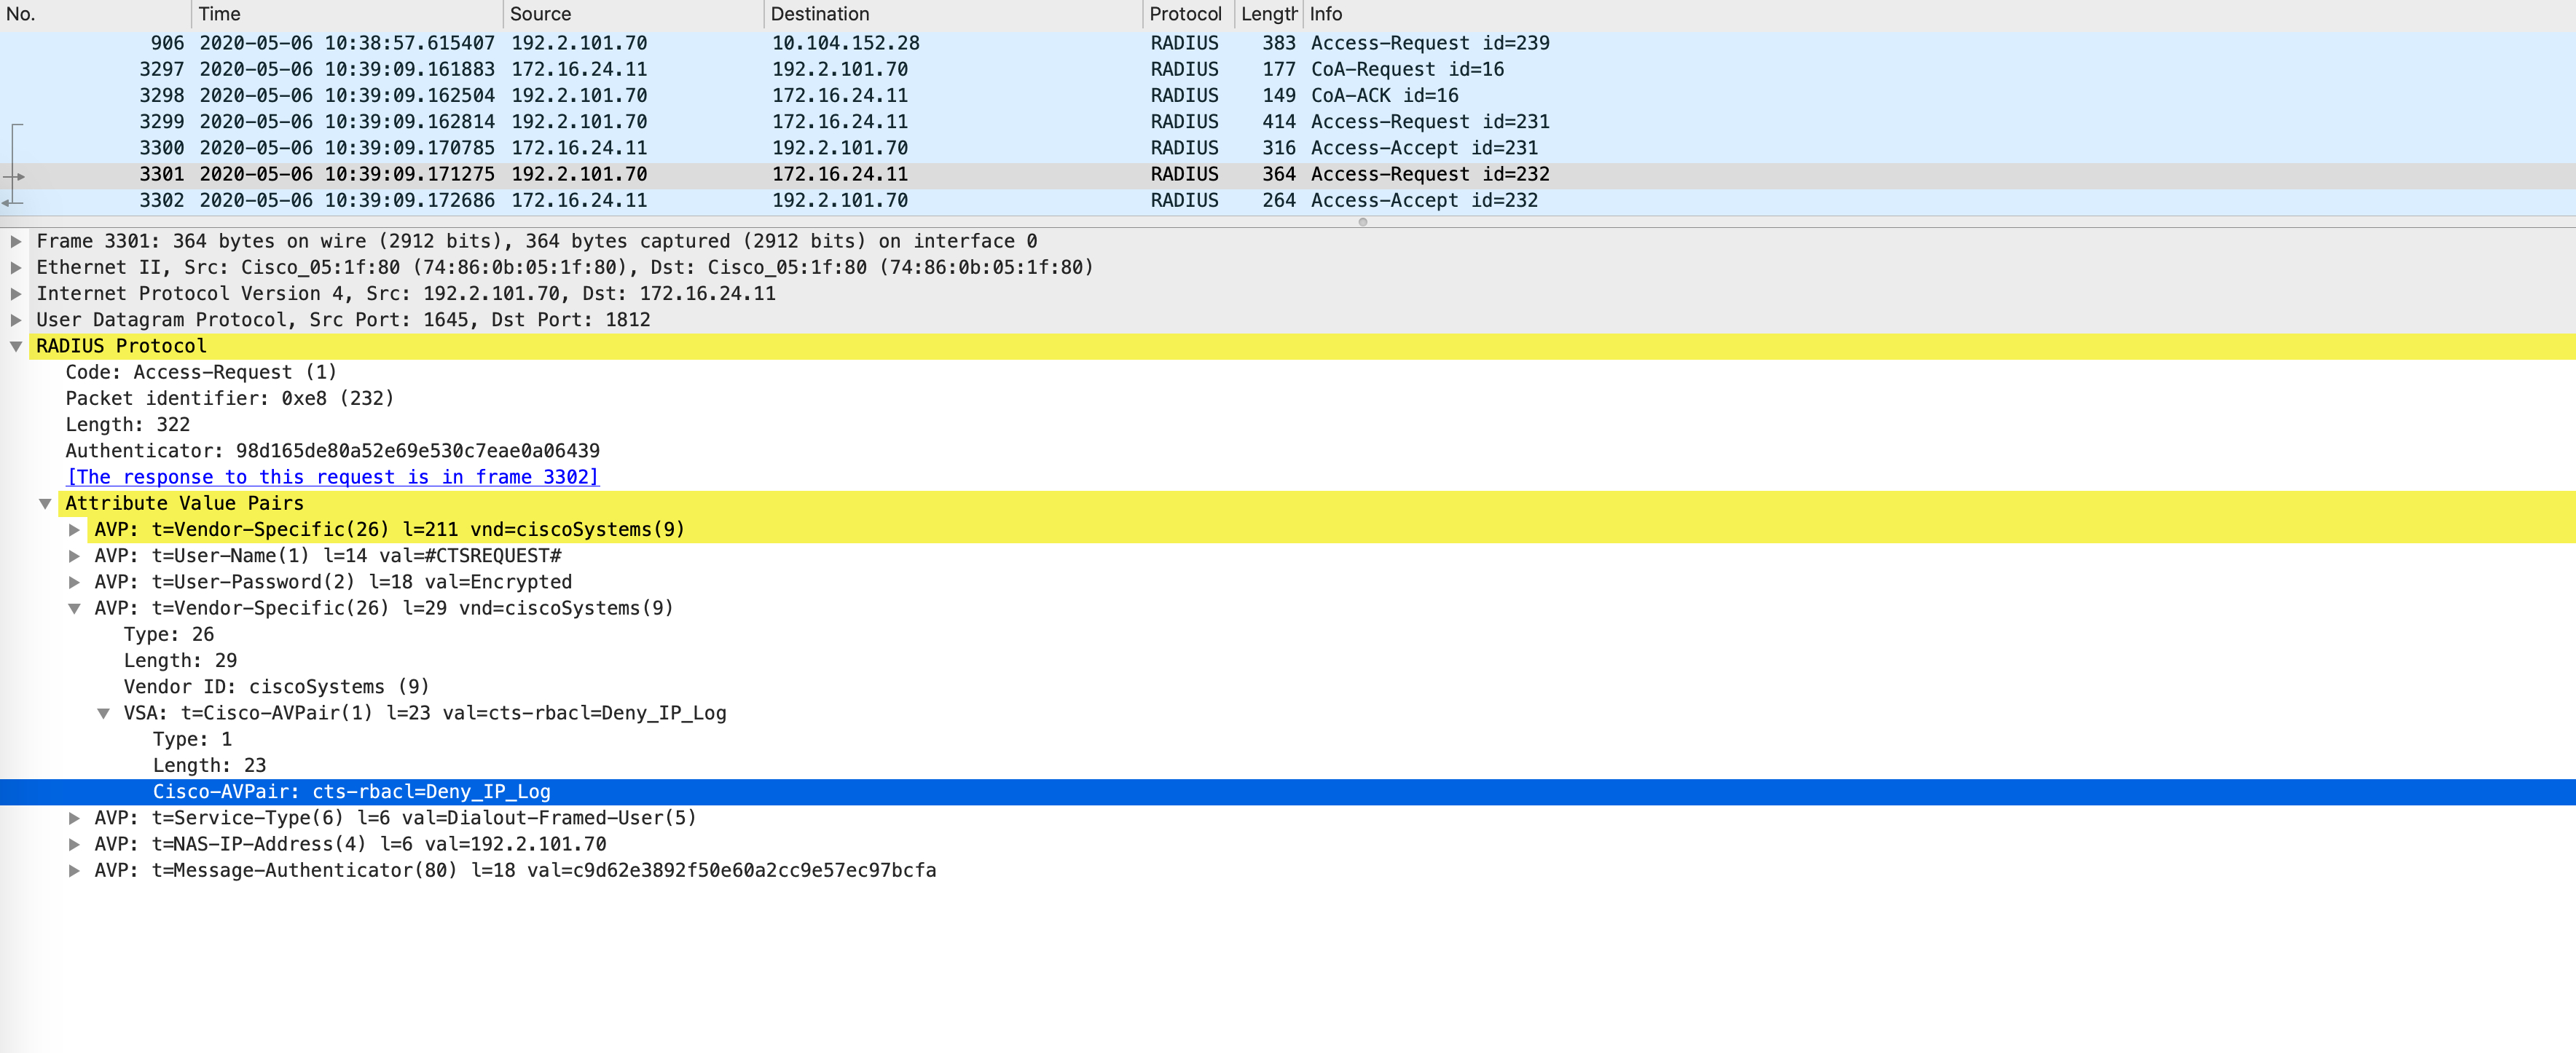 No. Time Source Destination Protocol Length Info
906 2020-05-06 10:38:57.615407 192.2.101.70 10.104.152.28 RADIUS 383 Access-Request id=239
3297 2020-05-06 10:39:09.161883 172.16.24.11 192.2.101.70 RADIUS 177 CoA-Request id=16
3298 2020-05-06 10:39:09.162504 192.2.101.70 172.16.24.11 RADIUS 149 CoA-ACK id=16
3299 2020-05-06 10:39:09.162814 192.2.101.70 172.16.24.11 RADIUS 414 Access-Request id=231
3300 2020-05-06 10:39:09.170785 172.16.24.11 192.2.101.70 RADIUS 316 Access-Accept id=231
3301 2020-05-06 10:39:09.171275 192.2.101.70 172.16.24.11 RADIUS 364 Access-Request id=232
3302 2020-05-06 10:39:09.172686 172.16.24.11 192.2.101.70 RADIUS 264 Access-Accept id=232
Frame 3301: 364 bytes on wire (2912 bits), 364 bytes captured (2912 bits) on interface 0
Ethernet II, Src: Cisco_05:1f:80 (74:86:0b:05:1f:80), Dst: Cisco_05:1f:80 (74:86:0b:05:1f:80)
Internet Protocol Version 4, Src: 192.2.101.70, Dst: 172.16.24.11
User Datagram Protocol, Src Port: 1645, Dst Port: 1812
RADIUS Protocol
Code: Access-Request (1)
Packet identifier: 0xe8 (232)
Length: 322
Authenticator: 98d165de80a52e69e530c7eae0a06439
[The response to this request is in frame 3302]
Attribute Value Pairs
AVP: t=Vendor-Specific(26) l=211 vnd=ciscoSystems(9)
AVP: t=User-Name(1) l=14 val=#CTSREQUEST#
AVP: t=User-Password(2) l=18 val=Encrypted
AVP: t=Vendor-Specific(26) l=29 vnd=ciscoSystems(9)
Type: 26
Length: 29
Vendor ID: ciscoSystems (9)
VSA: t=Cisco-AVPair(1) l=23 val=cts-rbacl=Deny_IP_Log
Type: 1
Length: 23
Cisco-AVPair: cts-rbacl=Deny_IP_Log
AVP: t=Service-Type(6) l=6 val=Dialout-Framed-User(5)
AVP: t=NAS-IP-Address(4) l=6 val=192.2.101.70
AVP: t=Message-Authenticator(80) l=18 val=c9d62e3892f50e60a2cc9e57ec97bcfa